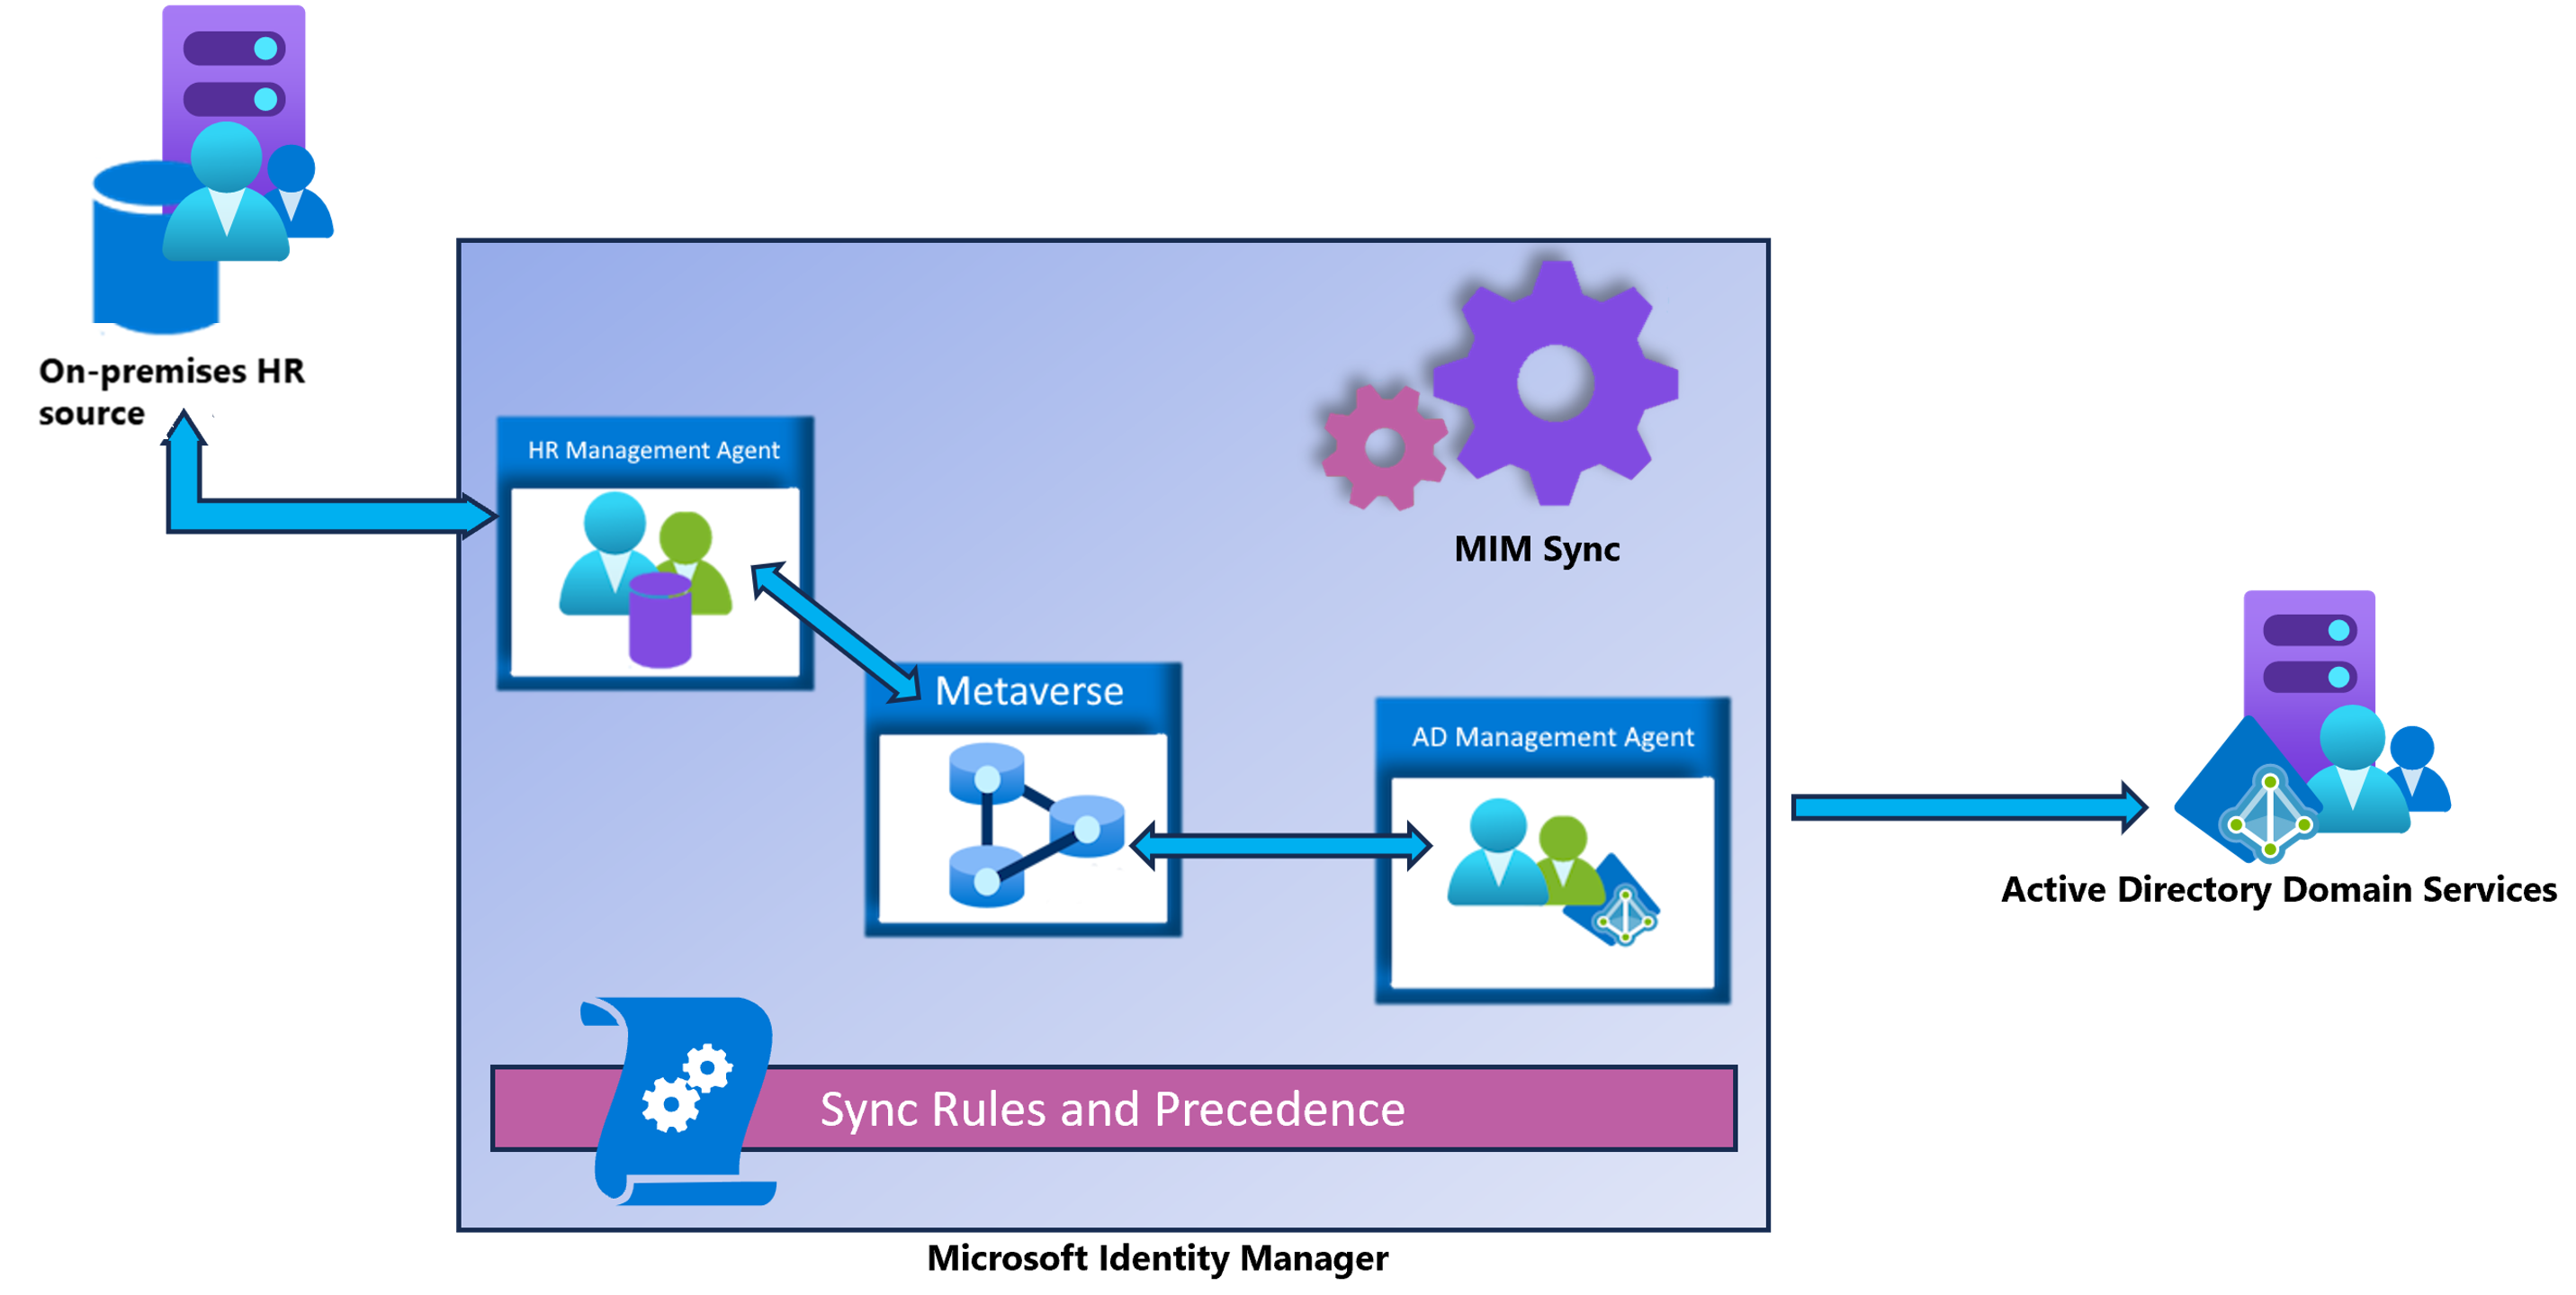 On-premises HR
source
HR Management Agent
MIM Sync
Metaverse
AD Management Agent
Active Directory Domain Services
Sync Rules and Precedence
Microsoft Identity Manager